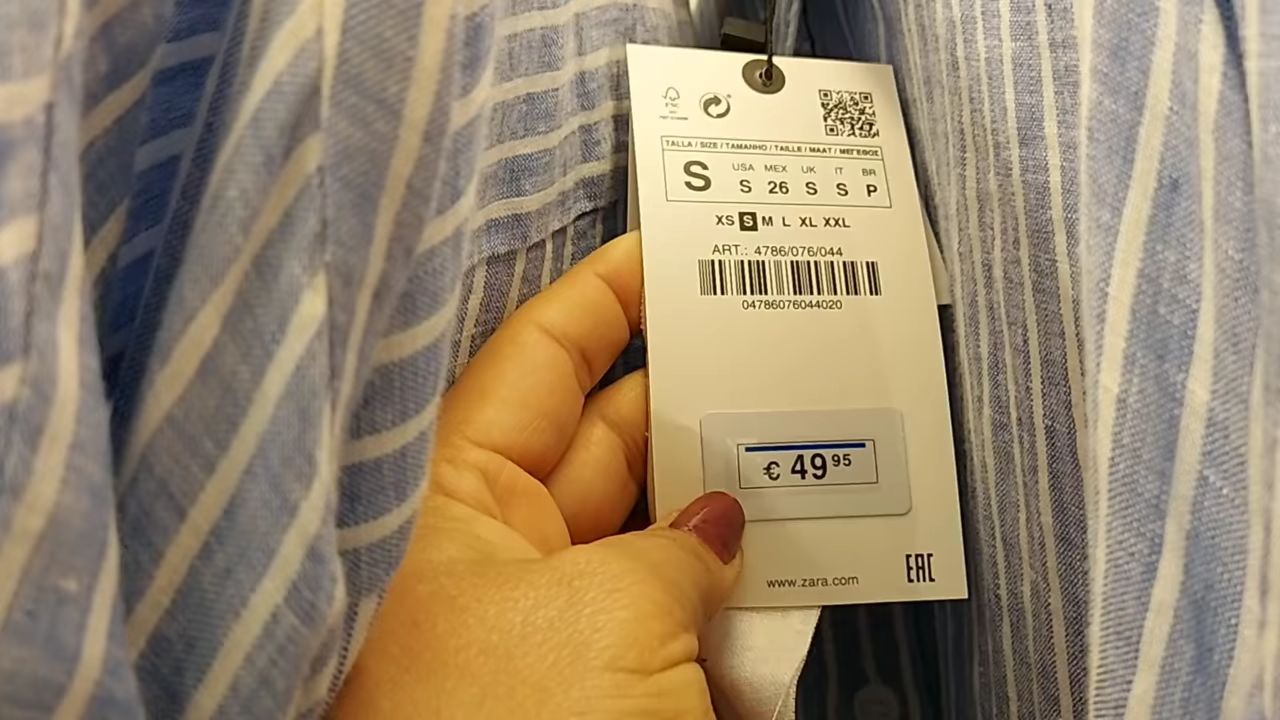 FSC
TALLA / SIZE / TAMANHO / TAILLE / MAAT / ΜΕΓΕΘΟΣ
S
USA MEX UK IT BR
S 26 S S P
XS S M L XL XXL
ART.: 4786/076/044
04786076044020
€ 49 95
www.zara.com
EAC